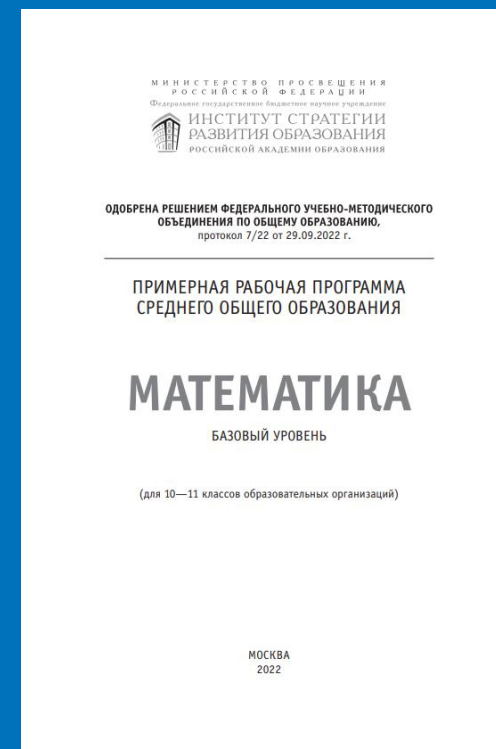 МИНИСТЕРСТВО ПРОСВЕЩЕНИЯ
РОССИЙСКОЙ ФЕДЕРАЦИИ
Федеральное государственное бюджетное научное учреждение
ИНСТИТУТ СТРАТЕГИИ
РАЗВИТИЯ ОБРАЗОВАНИЯ
РОССИЙСКОЙ АКАДЕМИИ ОБРАЗОВАНИЯ
ОДОБРЕНА РЕШЕНИЕМ ФЕДЕРАЛЬНОГО УЧЕБНО-МЕТОДИЧЕСКОГО
ОБЪЕДИНЕНИЯ ПО ОБЩЕМУ ОБРАЗОВАНИЮ,
протокол 7/22 от 29.09.2022 г.
ПРИМЕРНАЯ РАБОЧАЯ ПРОГРАММА
СРЕДНЕГО ОБЩЕГО ОБРАЗОВАНИЯ
МАТЕМАТИКА
БАЗОВЫЙ УРОВЕНЬ
(для 10—11 классов образовательных организаций)
МОСКВА
2022